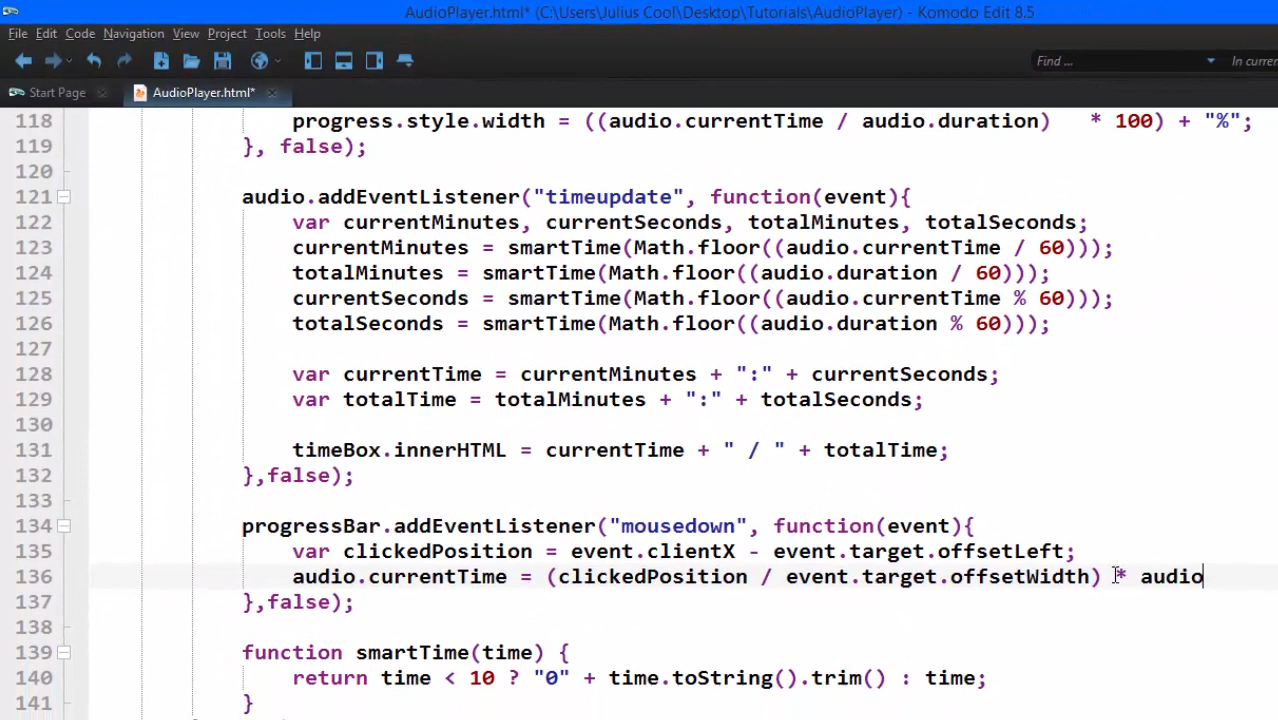 AudioPlayer.html* (C:\Users\Julius Cool\Desktop\Tutorials\AudioPlayer) - Komodo Edit 8.5
File Edit Code Navigation View Project Tools Help
Find ... In curren
Start Page AudioPlayer.html*
118 progress.style.width = ((audio.currentTime / audio.duration) * 100) + "%";
119 }, false);
120
121 audio.addEventListener("timeupdate", function(event){
122 var currentMinutes, currentSeconds, totalMinutes, totalSeconds;
123 currentMinutes = smartTime(Math.floor((audio.currentTime / 60)));
124 totalMinutes = smartTime(Math.floor((audio.duration / 60)));
125 currentSeconds = smartTime(Math.floor((audio.currentTime % 60)));
126 totalSeconds = smartTime(Math.floor((audio.duration % 60)));
127
128 var currentTime = currentMinutes + ":" + currentSeconds;
129 var totalTime = totalMinutes + ":" + totalSeconds;
130
131 timeBox.innerHTML = currentTime + " / " + totalTime;
132 },false);
133
134 progressBar.addEventListener("mousedown", function(event){
135 var clickedPosition = event.clientX - event.target.offsetLeft;
136 audio.currentTime = (clickedPosition / event.target.offsetWidth) * audio
137 },false);
138
139 function smartTime(time) {
140 return time < 10 ? "0" + time.toString().trim() : time;
141 }